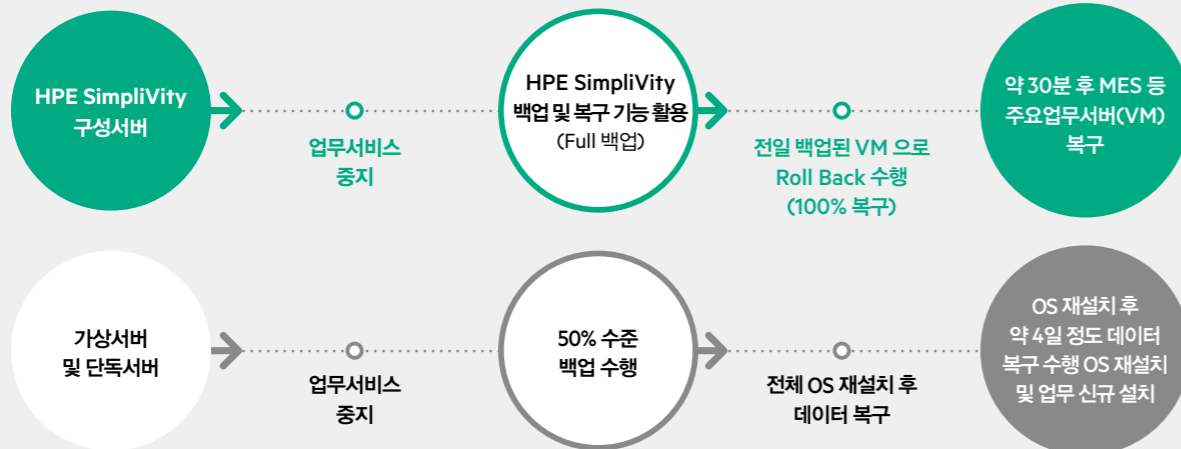 HPE SimpliVity
구성서버
업무서비스
중지
HPE SimpliVity
백업 및 복구 기능 활용
(Full 백업)
전일 백업된 VM 으로
Roll Back 수행
(100% 복구)
약 30분 후 MES 등
주요업무서버(VM)
복구
가상서버
및 단독서버
업무서비스
중지
50% 수준
백업 수행
전체 OS 재설치 후
데이터 복구
OS 재설치 후
약 4일 정도 데이터
복구 수행 OS 재설치
및 업무 신규 설치